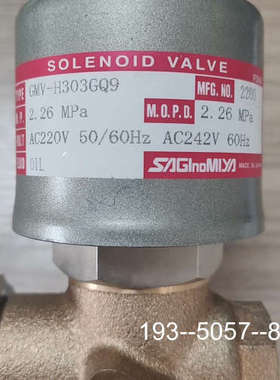 SOLENOID VALVE
TYPE GMV-H303GQ9 MFG. NO.
2.26 MPa M.O.P.D. 2.26 MPa
VOLT AC220V 50/60Hz AC242V 60Hz
OIL SAGInoMIYA
193--5057--8